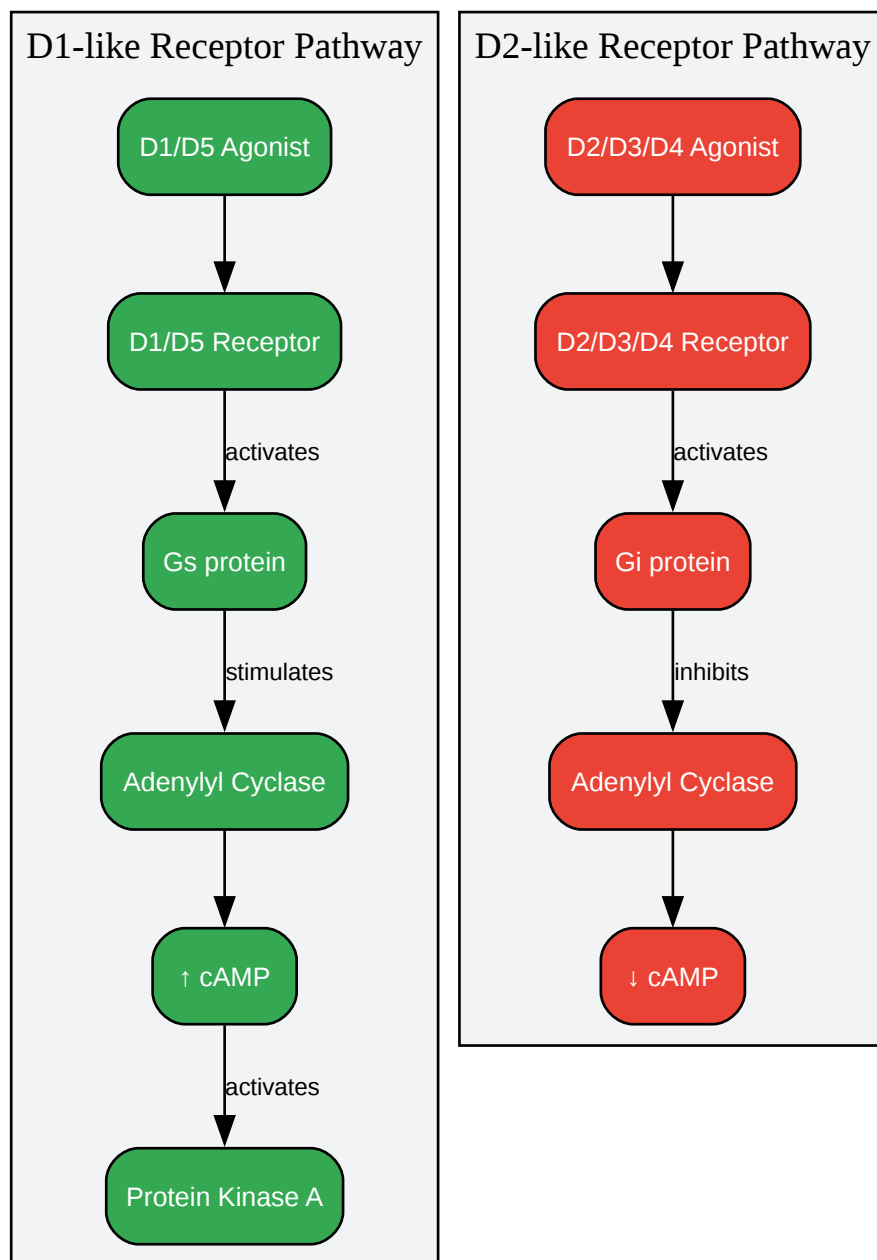 D1-like Receptor Pathway
D1/D5 Agonist
D1/D5 Receptor
activates
Gs protein
stimulates
Adenylyl Cyclase
↑ cAMP
activates
Protein Kinase A
D2-like Receptor Pathway
D2/D3/D4 Agonist
D2/D3/D4 Receptor
activates
Gi protein
inhibits
Adenylyl Cyclase
↓ cAMP